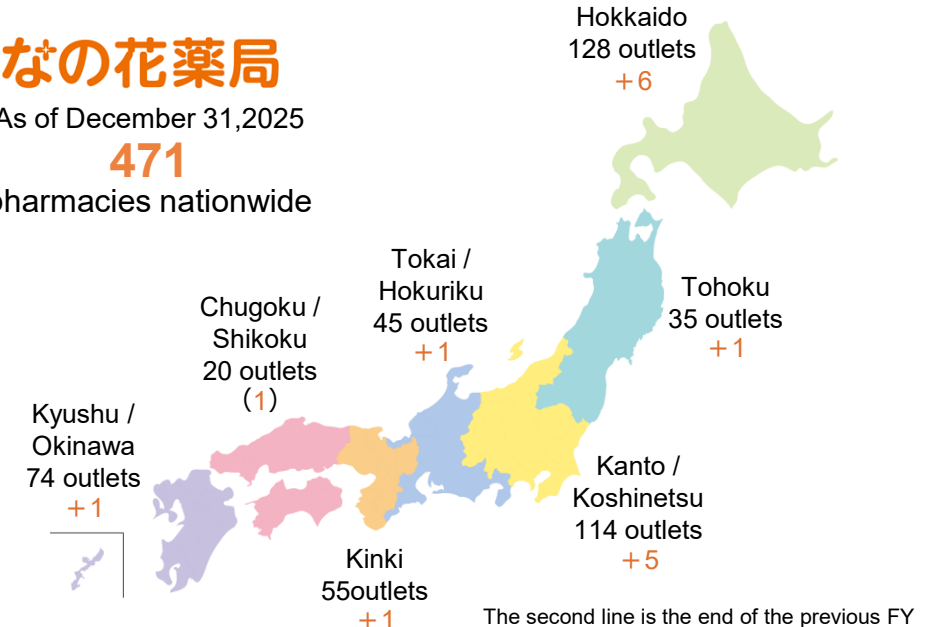 なの花薬局
As of December 31,2025
471
pharmacies nationwide
Hokkaido
128 outlets
+6
Tohoku
35 outlets
+1
Tokai /
Hokuriku
45 outlets
+1
Chugoku /
Shikoku
20 outlets
(1)
Kyushu /
Okinawa
74 outlets
+1
Kanto /
Koshinetsu
114 outlets
+5
Kinki
55outlets
+1
The second line is the end of the previous FY